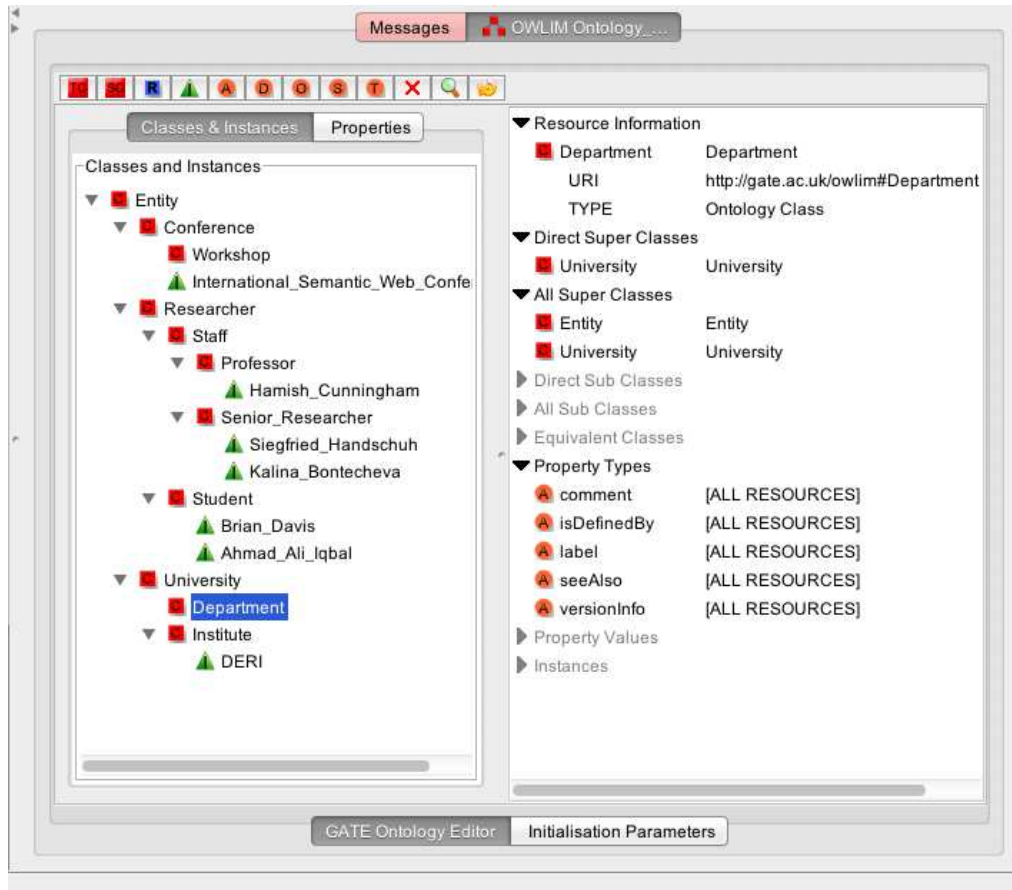 Messages
OWLIM Ontology_...
TC SC R I A D O S T
Classes & Instances
Properties
Classes and Instances
C Entity
C Conference
C Workshop
I International_Semantic_Web_Confe
C Researcher
C Staff
C Professor
I Hamish_Cunningham
C Senior_Researcher
I Siegfried_Handschuh
I Kalina_Bontecheva
C Student
I Brian_Davis
I Ahmad_Ali_Iqbal
C University
C Department
C Institute
I DERI
Resource Information
C Department Department
URI http://gate.ac.uk/owlim#Department
TYPE Ontology Class
Direct Super Classes
C University University
All Super Classes
C Entity Entity
C University University
Direct Sub Classes
All Sub Classes
Equivalent Classes
Property Types
A comment [ALL RESOURCES]
A isDefinedBy [ALL RESOURCES]
A label [ALL RESOURCES]
A seeAlso [ALL RESOURCES]
A versionInfo [ALL RESOURCES]
Property Values
Instances
GATE Ontology Editor
Initialisation Parameters